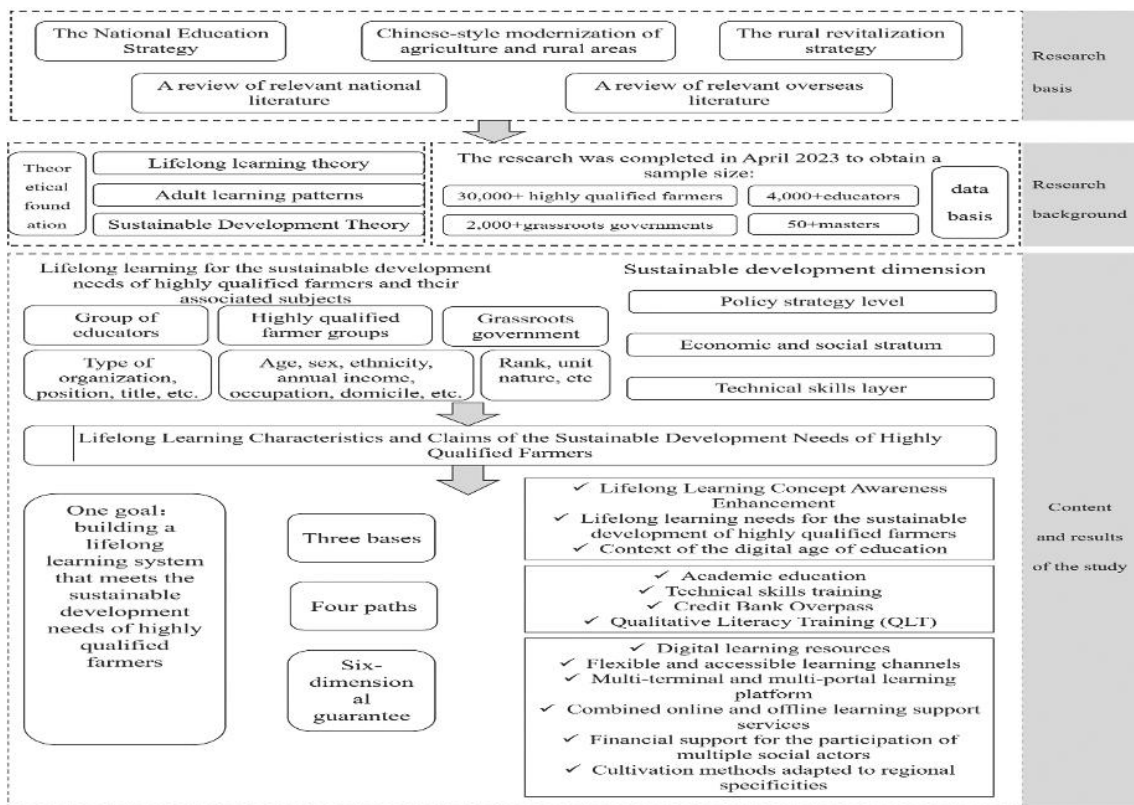 The National Education
Strategy
Chinese-style modernization of
agriculture and rural areas
The rural revitalization
strategy
A review of relevant national
literature
A review of relevant overseas
literature
Research
basis
Theor
etical
found
ation
Lifelong learning theory
Adult learning patterns
Sustainable Development Theory
The research was completed in April 2023 to obtain a
sample size:
30,000+ highly qualified farmers
4,000+educators
2,000+grassroots governments
50+masters
data
basis
Research
background
Lifelong learning for the sustainable development
needs of highly qualified farmers and their
associated subjects
Group of
educators
Highly qualified
farmer groups
Grassroots
government
Type of
organization,
position, title, etc.
Age, sex, ethnicity,
annual income,
occupation, domicile, etc.
Rank, unit
nature, etc
Sustainable development dimension
Policy strategy level
Economic and social stratum
Technical skills layer
Lifelong Learning Characteristics and Claims of the Sustainable Development Needs of Highly
Qualified Farmers
One goal:
building a
lifelong
learning system
that meets the
sustainable
development
needs of highly
qualified
farmers
Three bases
Four paths
Six-
dimension
al
guarantee
✓ Lifelong Learning Concept Awareness
Enhancement
✓ Lifelong learning needs for the sustainable
development of highly qualified farmers
✓ Context of the digital age of education
✓ Academic education
✓ Technical skills training
✓ Credit Bank Overpass
✓ Qualitative Literacy Training (QLT)
✓ Digital learning resources
✓ Flexible and accessible learning channels
✓ Multi-terminal and multi-portal learning
platform
✓ Combined online and offline learning support
services
✓ Financial support for the participation of
multiple social actors
✓ Cultivation methods adapted to regional
specificities
Content
and results
of the study